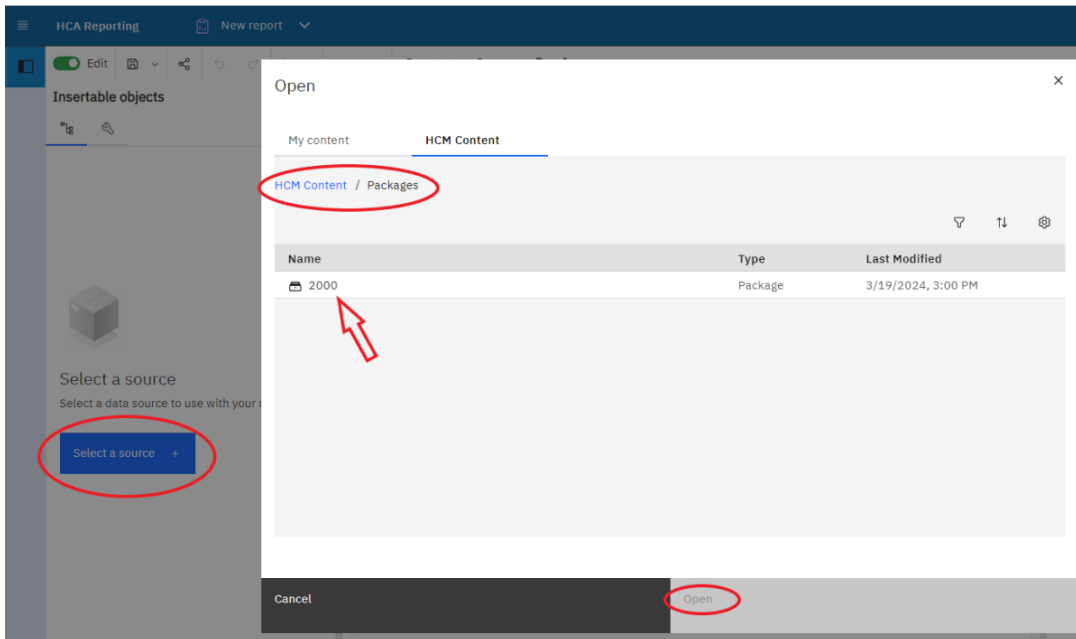 HCA Reporting New report
Edit
Insertable objects
Open
My content HCM Content
HCM Content / Packages
Name Type Last Modified
2000 Package 3/19/2024, 3:00 PM
Select a source
Select a data source to use with your
Select a source +
Cancel Open